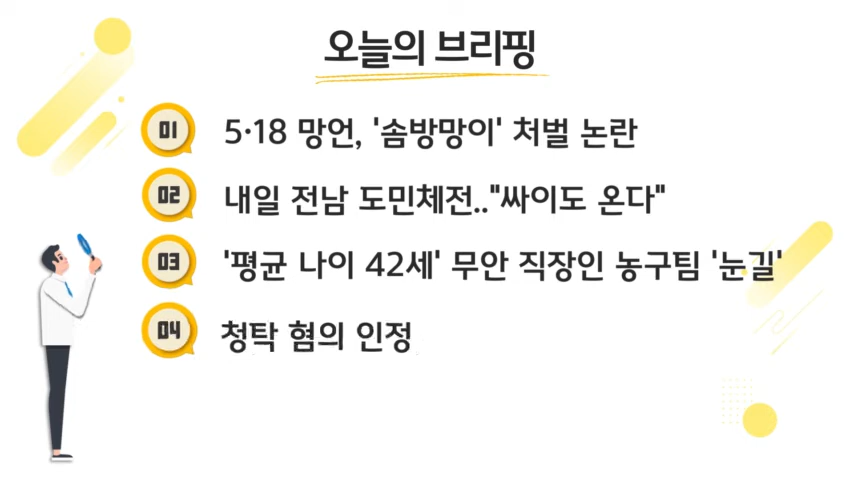 오늘의 브리핑
01 5·18 망언, '솜방망이' 처벌 논란
02 내일 전남 도민체전.."싸이도 온다"
03 '평균 나이 42세' 무안 직장인 농구팀 '눈길'
04 청탁 혐의 인정